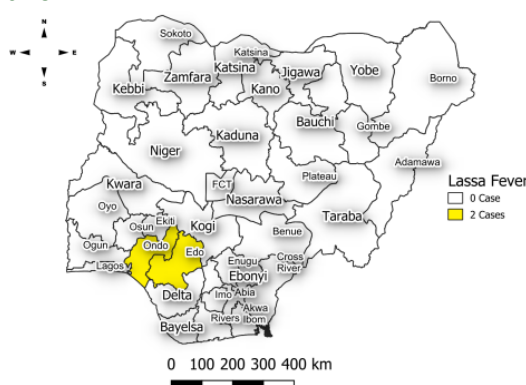 N
W E
S
Sokoto
Katsina
Katsina
Zamfara
Jigawa
Yobe
Borno
Kebbi
Kano
Bauchi
Gombe
Kaduna
Adamawa
Niger
Plateau
FCT
Kwara
Nasarawa
Taraba
Oyo
Ekiti
Kogi
Osun
Benue
Ogun
Ondo
Edo
Lagos
Enugu
Cross
River
Ebonyi
Delta
Imo
Abia
Akwa
Ibom
Rivers
Bayelsa
Lassa Fever
0 Case
2 Cases
0 100 200 300 400 km